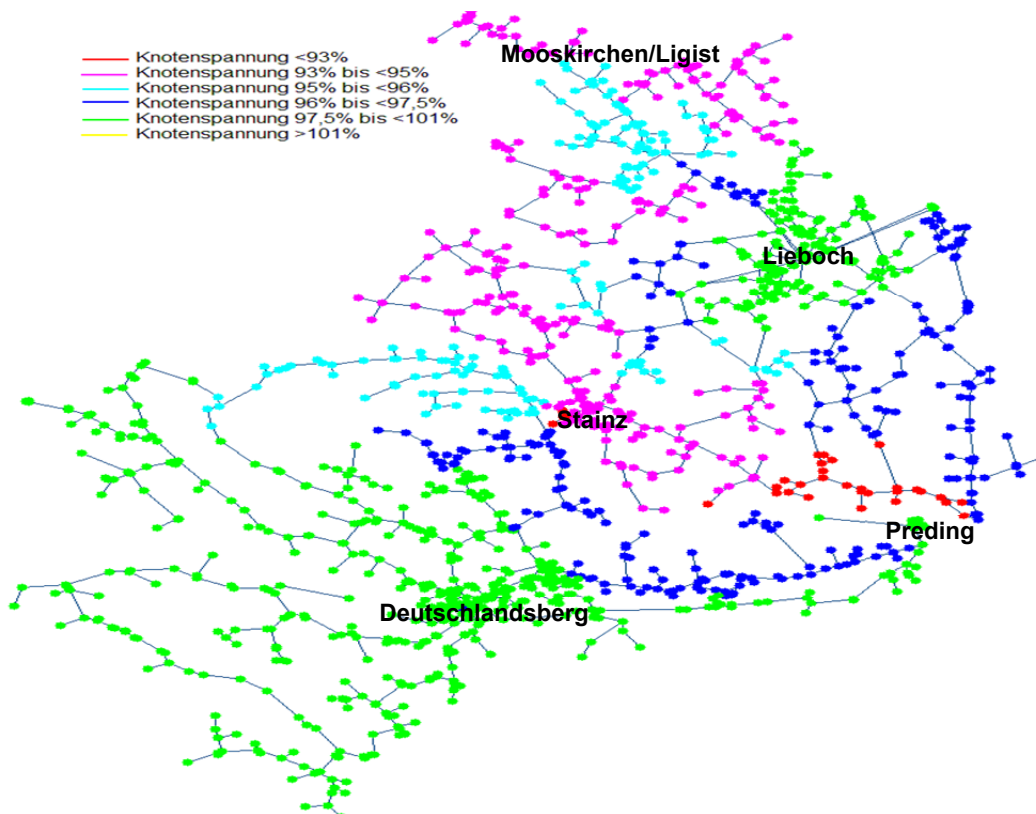 Mooskirchen/Ligist
Knotenspannung <93%
Knotenspannung 93% bis <95%
Knotenspannung 95% bis <96%
Knotenspannung 96% bis <97,5%
Knotenspannung 97,5% bis <101%
Knotenspannung >101%
Lieboch
Stainz
Preding
Deutschlandsberg